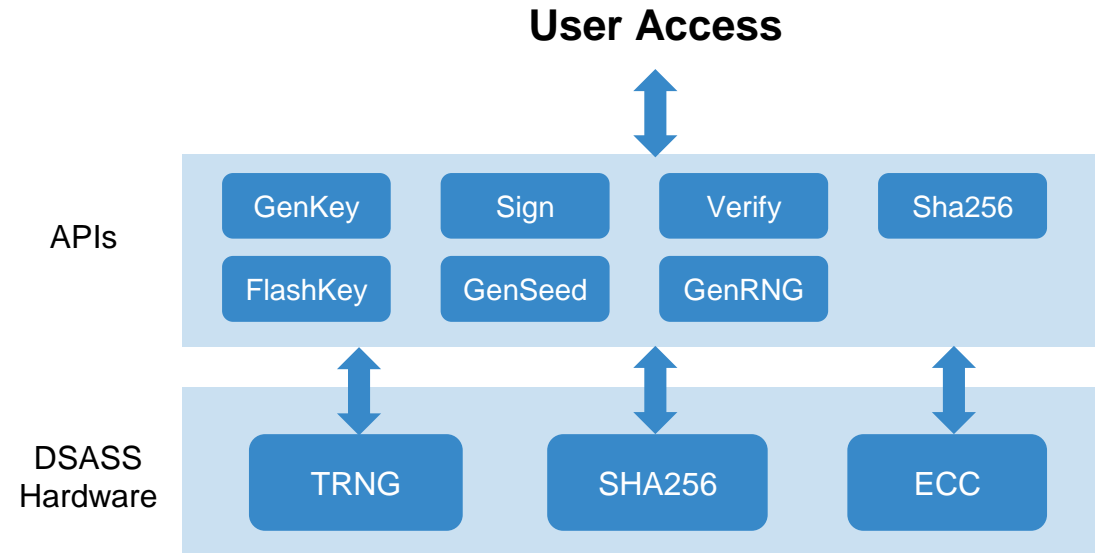 User Access
APIs
GenKey
Sign
Verify
Sha256
FlashKey
GenSeed
GenRNG
DSASS
Hardware
TRNG
SHA256
ECC